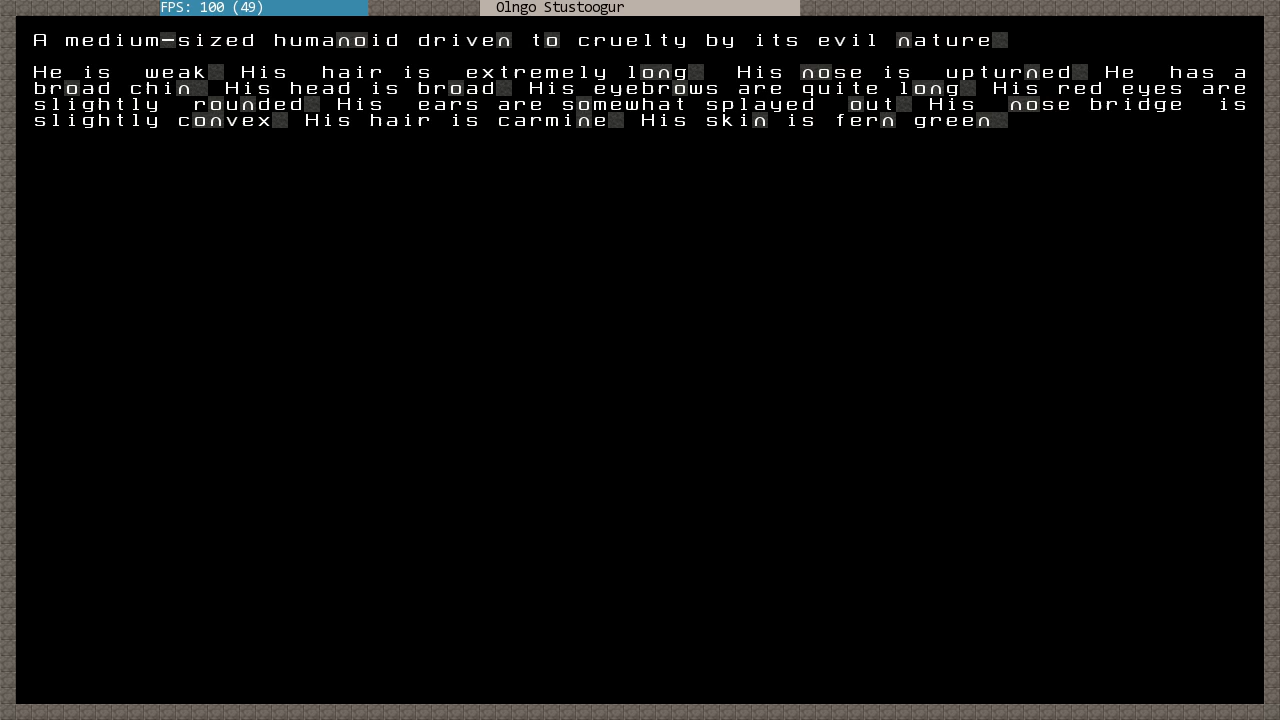 FPS: 100 (49)
Olngo Stustoogur
A medium-sized humanoid driven to cruelty by its evil nature.
He is weak. His hair is extremely long. His nose is upturned. He has a
broad chin. His head is broad. His eyebrows are quite long. His red eyes are
slightly rounded. His ears are somewhat splayed out. His nose bridge is
slightly convex. His hair is carmine. His skin is fern green.